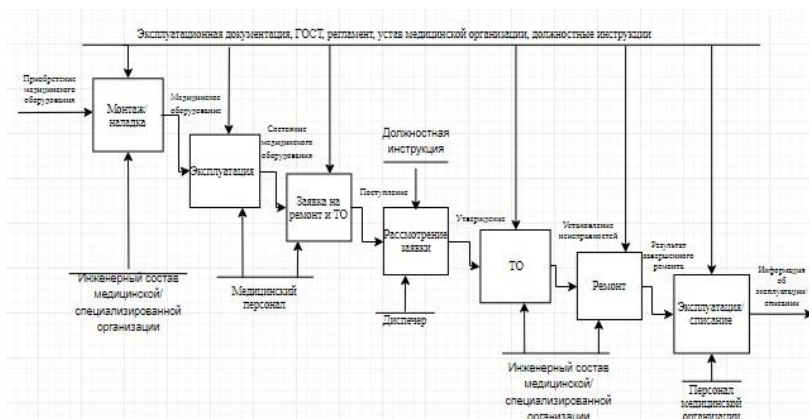 Эксплуатационная документация, ГОСТ, регламент, устав медицинской организации, должностные инструкции
Приобретение
медицинского
оборудования
Монтаж/
наладка
Медицинское
оборудование
Эксплуатация
Состояние
медицинского
оборудования
Заявка на
ремонт и ТО
Поступление
Должностная
инструкция
Рассмотрение
заявки
Утверждение
ТО
Установление
неисправностей
Ремонт
Результат
завершенного
ремонта
Эксплуатация/
списание
Информация
об
эксплуатации/
списании
Инженерный состав
медицинской/
специализированной
организации
Медицинский
персонал
Диспетчер
Инженерный состав
медицинской/
специализированной
организации
Персонал
медицинской
организации